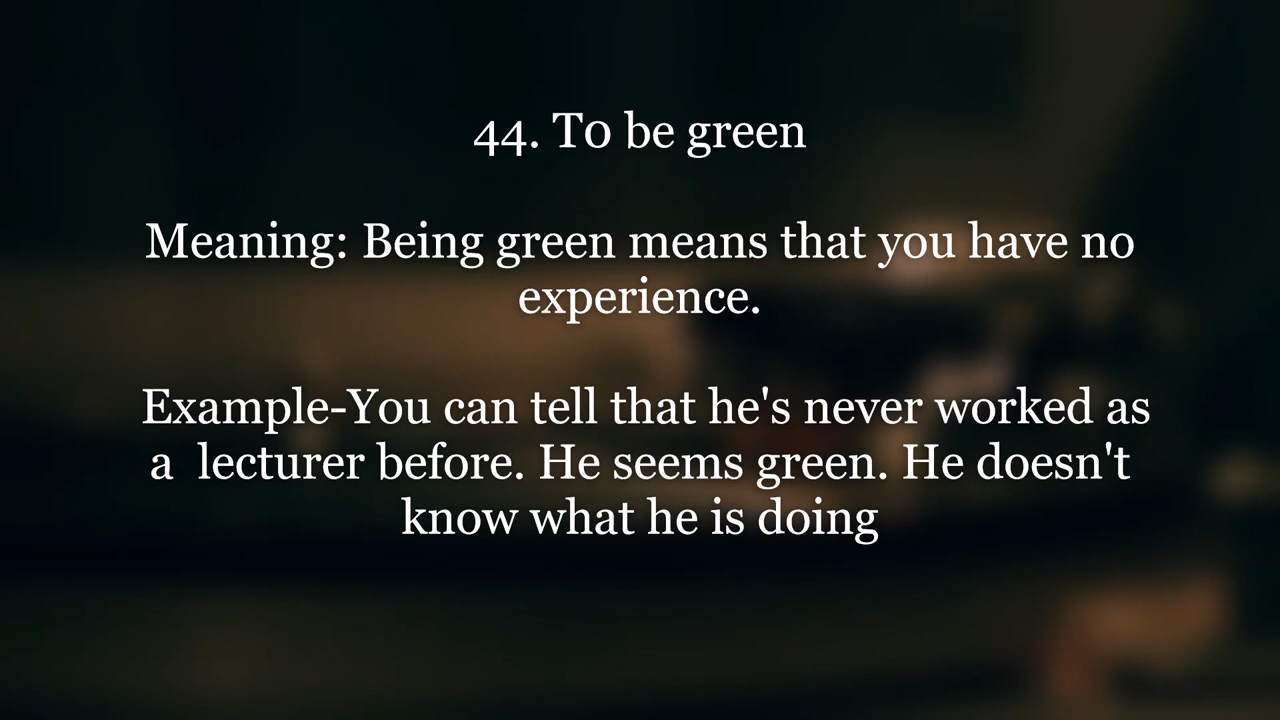 44. To be green
Meaning: Being green means that you have no
experience.
Example-You can tell that he's never worked as
a  lecturer before. He seems green. He doesn't
know what he is doing